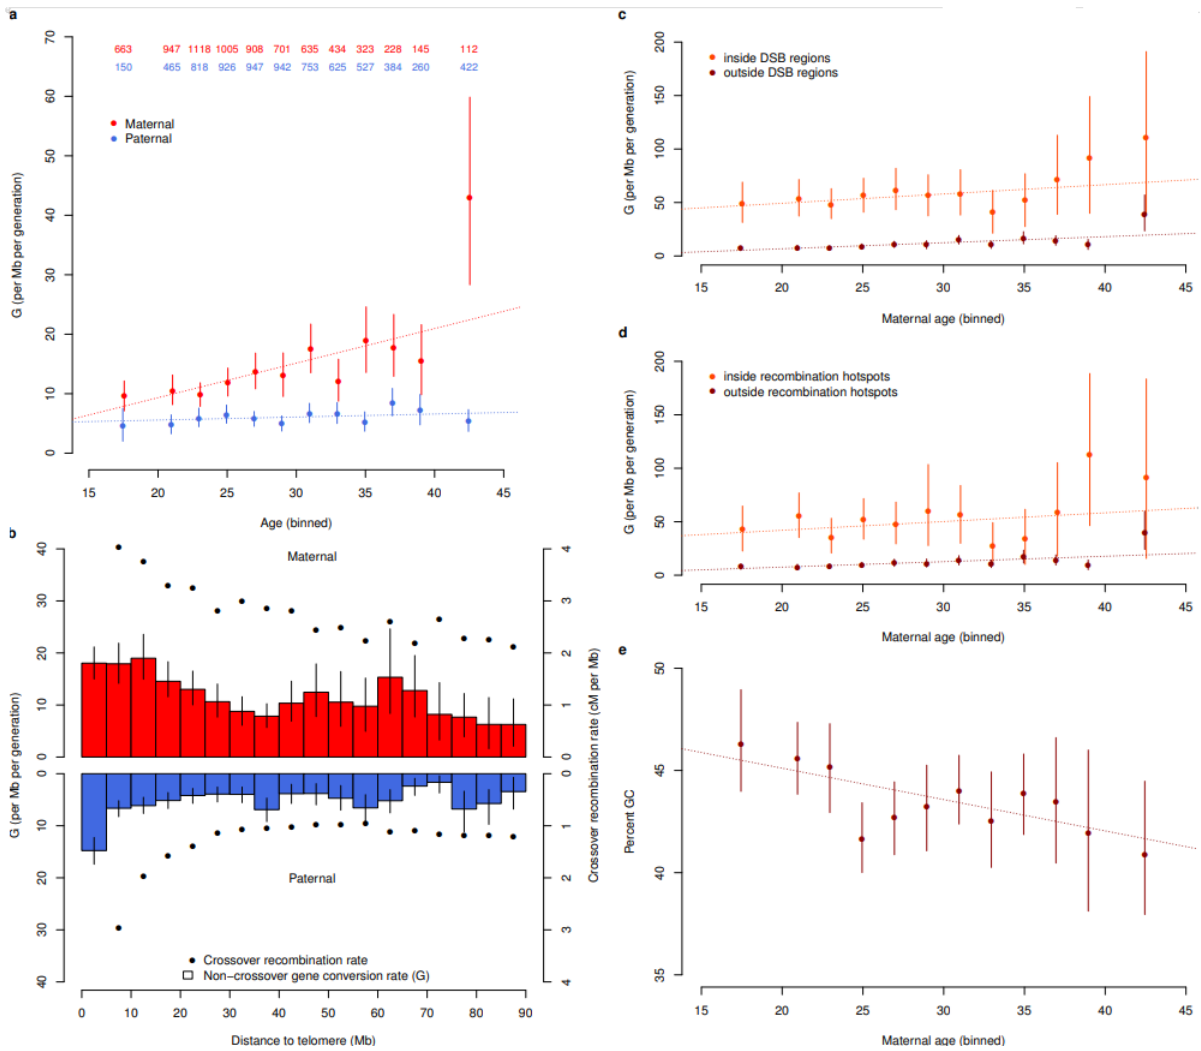 a
70
60
50
40
30
20
10
0
G (per Mb per generation)
663 947 1118 1005 908 701 635 434 323 228 145 112
150 465 818 926 947 942 753 625 527 384 260 422
Maternal
Paternal
15 20 25 30 35 40 45
Age (binned)
b
40
30
20
10
0
0
10
20
30
40
G (per Mb per generation)
Maternal
Paternal
4
3
2
1
0
0
1
2
3
4
Crossover recombination rate (cM per Mb)
Crossover recombination rate
Non−crossover gene conversion rate (G)
0 10 20 30 40 50 60 70 80 90
Distance to telomere (Mb)
c
200
150
100
50
0
G (per Mb per generation)
inside DSB regions
outside DSB regions
15 20 25 30 35 40 45
Maternal age (binned)
d
200
150
100
50
0
G (per Mb per generation)
inside recombination hotspots
outside recombination hotspots
15 20 25 30 35 40 45
Maternal age (binned)
e
50
45
40
35
Percent GC
15 20 25 30 35 40 45
Maternal age (binned)